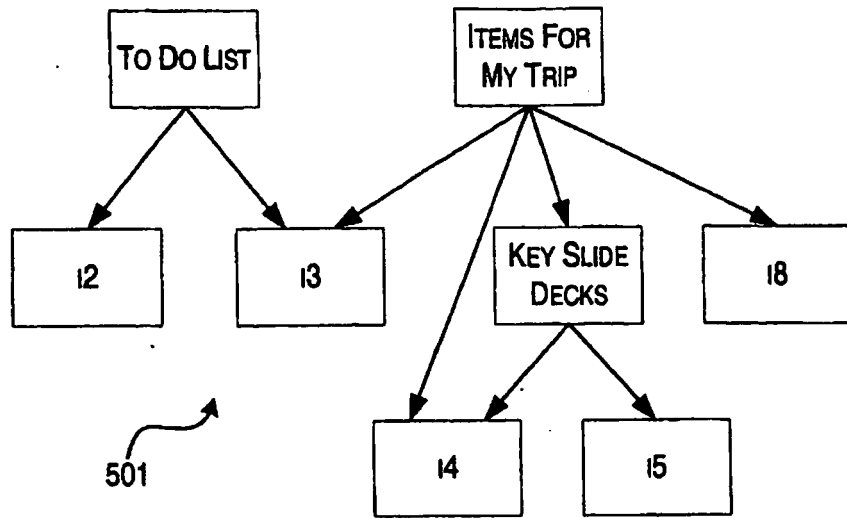 TO DO LIST
ITEMS FOR
MY TRIP
I2
I3
KEY SLIDE
DECKS
I8
501
I4
I5